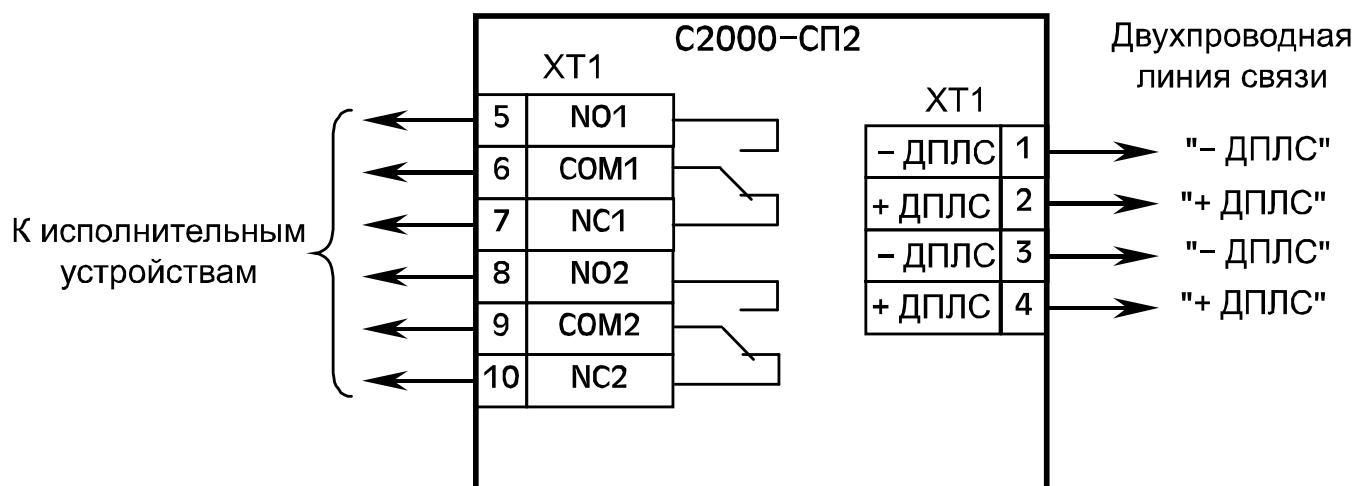 С2000-СП2
Двухпроводная
линия связи
XT1
5 NO1
6 COM1
7 NC1
8 NO2
9 COM2
10 NC2
К исполнительным
устройствам
XT1
– ДПЛС 1 "– ДПЛС"
+ ДПЛС 2 "+ ДПЛС"
– ДПЛС 3 "– ДПЛС"
+ ДПЛС 4 "+ ДПЛС"